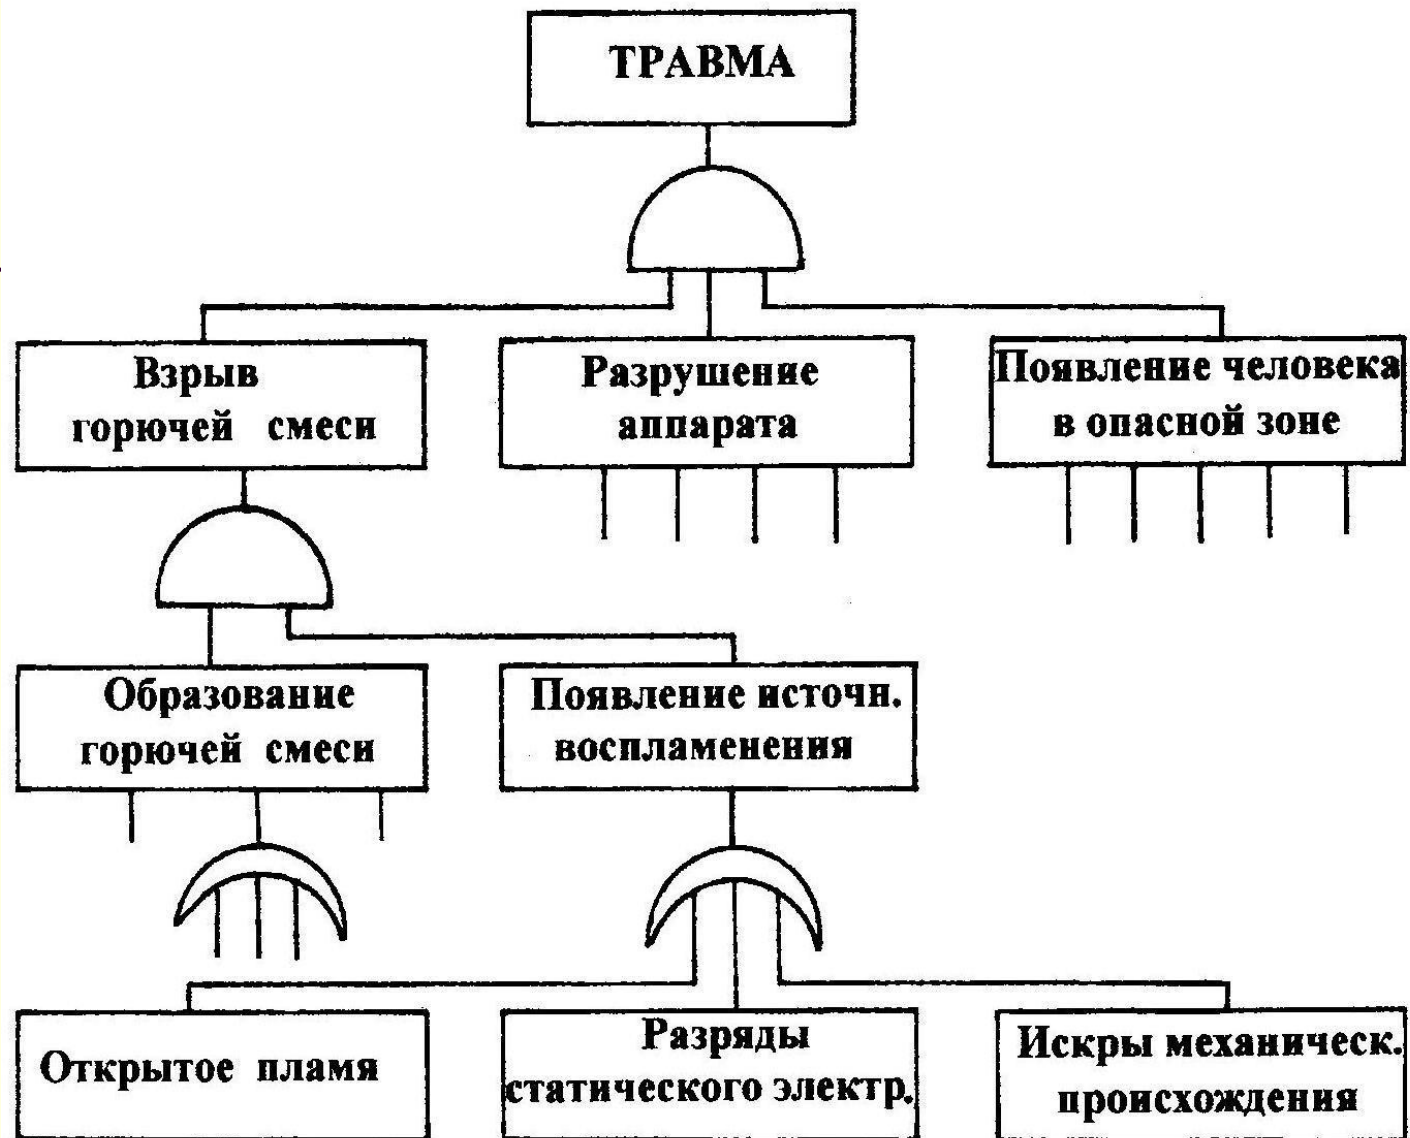 ТРАВМА
Взрыв
горючей смеси
Разрушение
аппарата
Появление человека
в опасной зоне
Образование
горючей смеси
Появление источн.
воспламенения
Открытое пламя
Разряды
статического электр.
Искры механическ.
происхождения